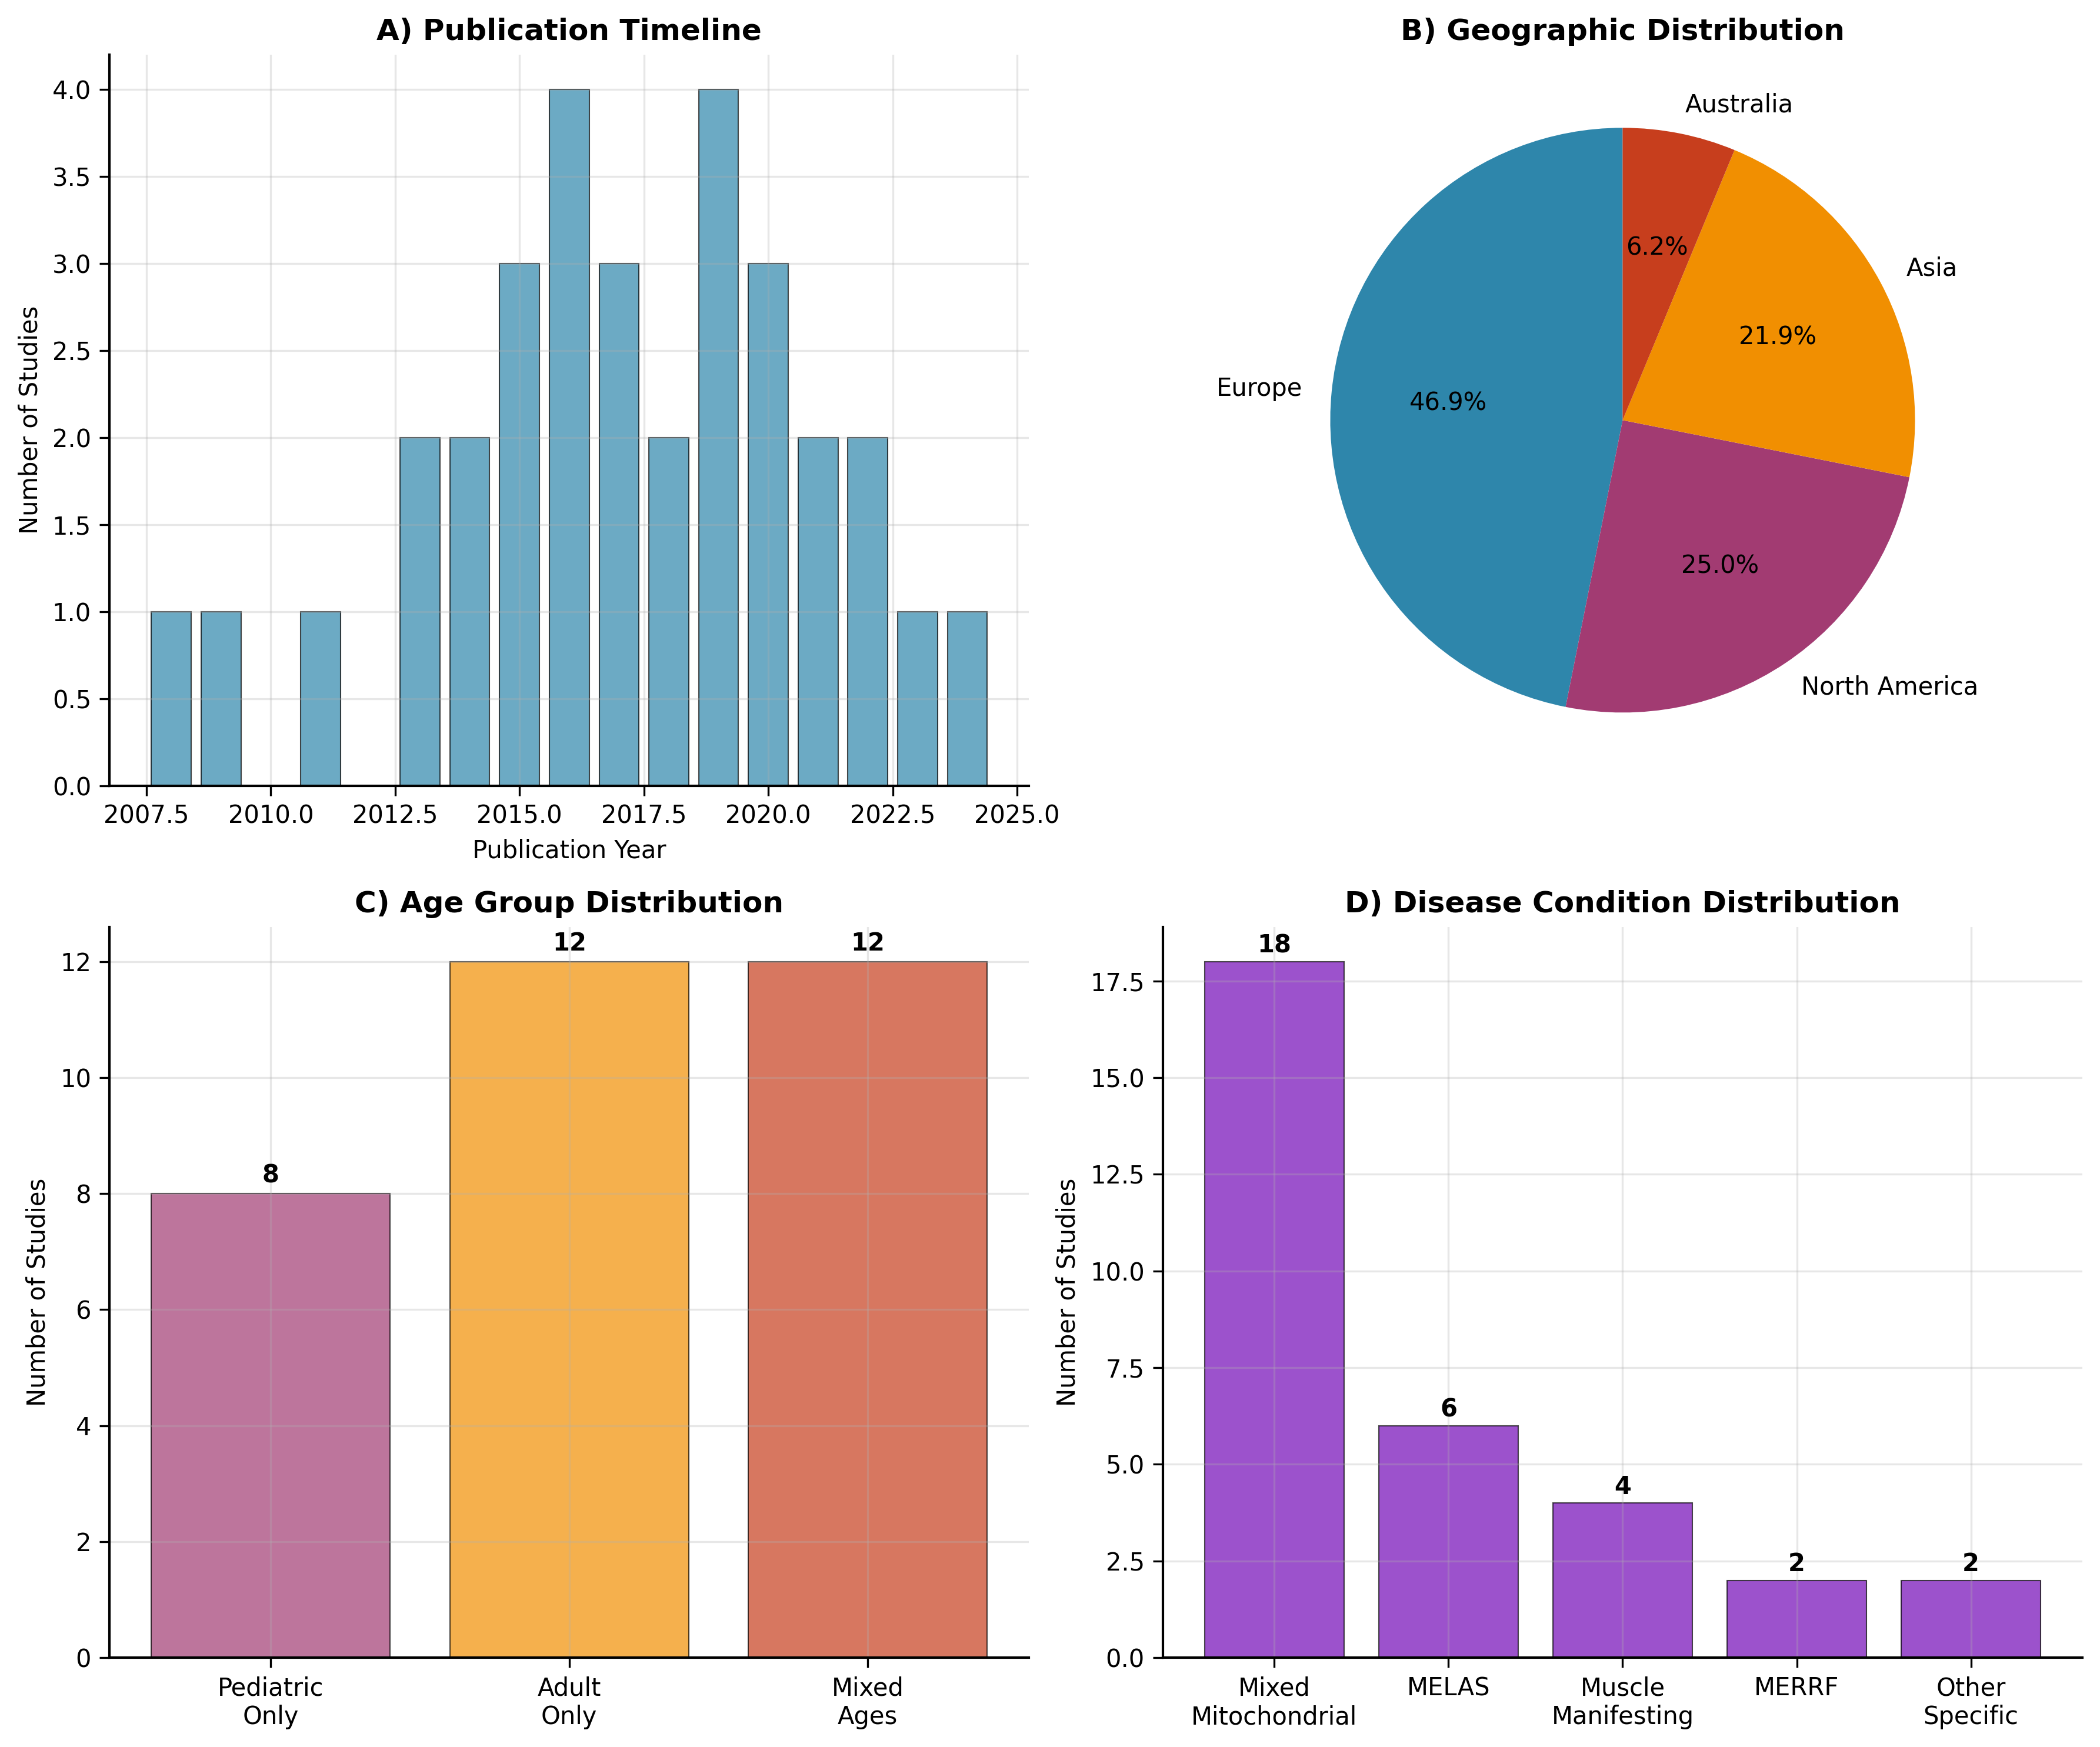 A) Publication Timeline
4.0
3.5
3.0
2.5
2.0
1.5
1.0
0.5
0.0
Number of Studies
2007.5 2010.0 2012.5 2015.0 2017.5 2020.0 2022.5 2025.0
Publication Year
B) Geographic Distribution
Australia
6.2%
Asia
21.9%
Europe
46.9%
25.0%
North America
C) Age Group Distribution
12
10
8
6
4
2
0
Number of Studies
8
12
12
Pediatric
Only
Adult
Only
Mixed
Ages
D) Disease Condition Distribution
17.5
15.0
12.5
10.0
7.5
5.0
2.5
0.0
Number of Studies
18
6
4
2
2
Mixed
Mitochondrial
MELAS
Muscle
Manifesting
MERRF
Other
Specific